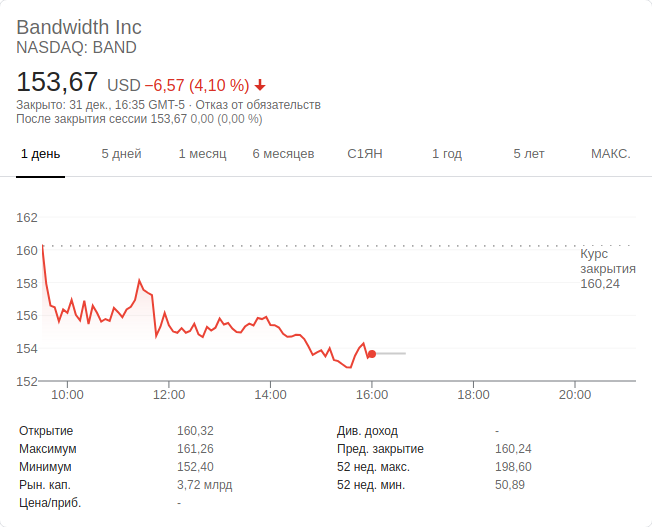 Bandwidth Inc
NASDAQ: BAND
153,67 USD −6,57 (4,10 %)
Закрыто: 31 дек., 16:35 GMT-5 · Отказ от обязательств
После закрытия сессии 153,67 0,00 (0,00 %)
1 день 5 дней 1 месяц 6 месяцев С1ЯН 1 год 5 лет МАКС.
162
160
Курс
закрытия
160,24
158
156
154
152
10:00 12:00 14:00 16:00 18:00 20:00
Открытие 160,32 Див. доход -
Максимум 161,26 Пред. закрытие 160,24
Минимум 152,40 52 нед. макс. 198,60
Рын. кап. 3,72 млрд 52 нед. мин. 50,89
Цена/приб. -